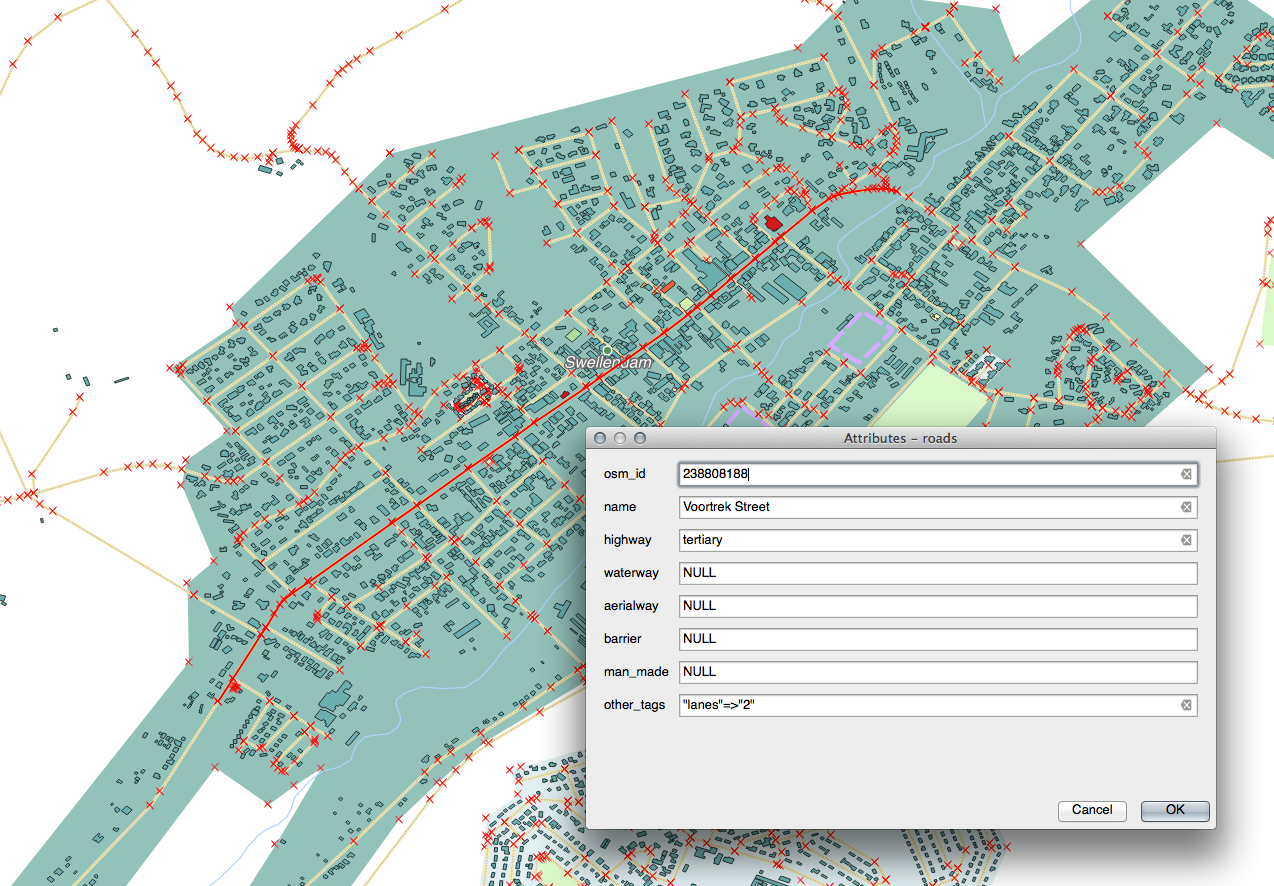 Swellendam
Attributes – roads
osm_id 238808188
name Voortrek Street
highway tertiary
waterway NULL
aerialway NULL
barrier NULL
man_made NULL
other_tags "lanes"=>"2"
Cancel OK